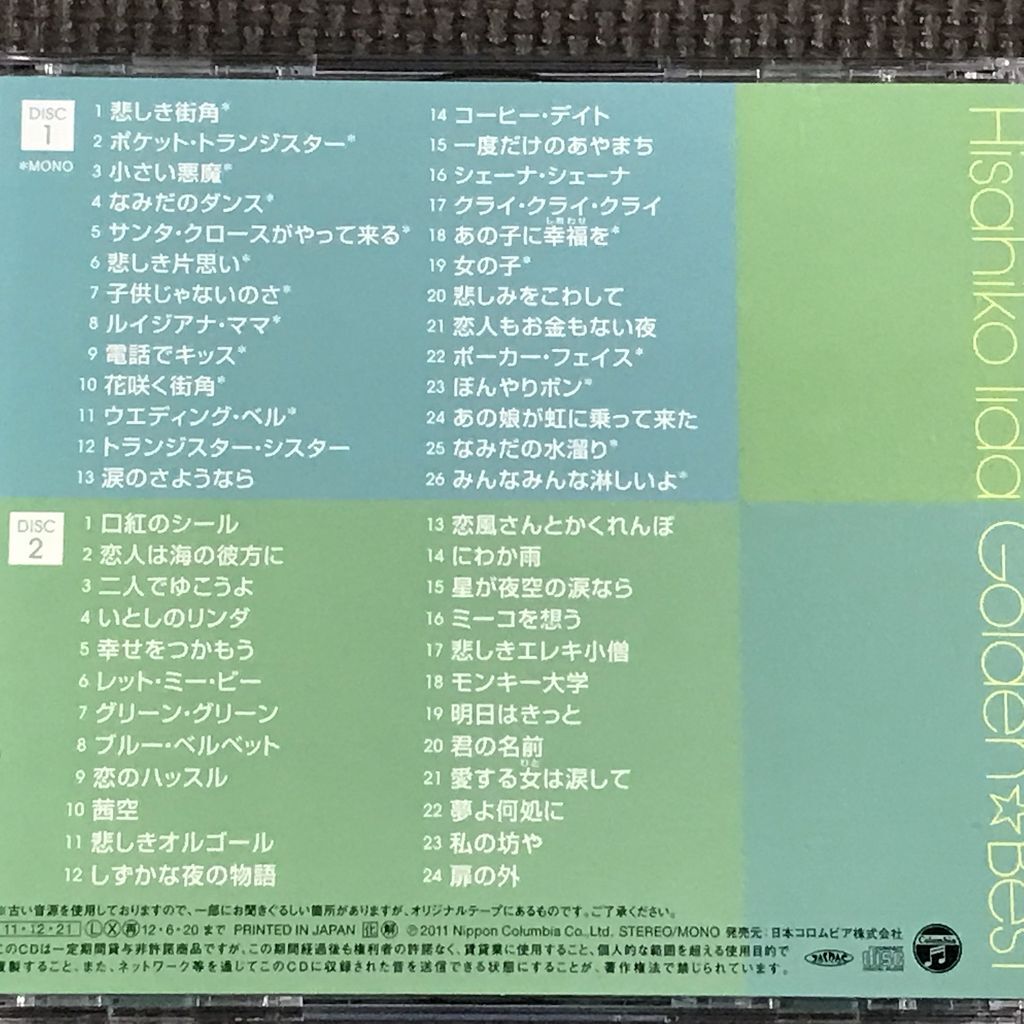 DISC
1
*MONO
1 悲しき街角*
2 ポケット・トランジスター*
3 小さい悪魔*
4 なみだのダンス*
5 サンタ・クロースがやって来る*
6 悲しき片思い*
7 子供じゃないのさ*
8 ルイジアナ・ママ*
9 電話でキッス*
10 花咲く街角*
11 ウエディング・ベル*
12 トランジスター・シスター
13 涙のさようなら
14 コーヒー・デイト
15 一度だけのあやまち
16 シェーナ・シェーナ
17 クライ・クライ・クライ
しあわせ
18 あの子に幸福を*
19 女の子*
20 悲しみをこわして
21 恋人もお金もない夜
22 ポーカー・フェイス*
23 ぼんやりボン*
24 あの娘が虹に乗って来た
25 なみだの水溜り*
26 みんなみんな淋しいよ*
DISC
2
1 口紅のシール
2 恋人は海の彼方に
3 二人でゆこうよ
4 いとしのリンダ
5 幸せをつかもう
6 レット・ミー・ビー
7 グリーン・グリーン
8 ブルー・ベルベット
9 恋のハッスル
10 茜空
11 悲しきオルゴール
12 しずかな夜の物語
13 恋風さんとかくれんぼ
14 にわか雨
15 星が夜空の涙なら
16 ミーコを想う
17 悲しきエレキ小僧
18 モンキー大学
19 明日はきっと
20 君の名前
ひと
21 愛する女は涙して
22 夢よ何処に
23 私の坊や
24 扉の外
Hisahiko Iida Golden☆Best
※古い音源を使用しておりますので、一部にお聞きぐるしい箇所がありますが、オリジナルテープにあるものです。ご了承ください。
11・12・21 Ⓛ Ⓧ 再 12・6・20 まで PRINTED IN JAPAN ℗2011 Nippon Columbia Co.,Ltd. STEREO/MONO 発売元：日本コロムビア株式会社
このCDは一定期間貸与非許諾商品ですが、この期間経過後も権利者の許諾なく、賃貸業に使用すること、個人的な範囲を超える使用目的で
複製すること、また、ネットワーク等を通じてこのCDに収録された音を送信できる状態にすることが、著作権法で禁じられています。
JASRAC
disc
Columbia